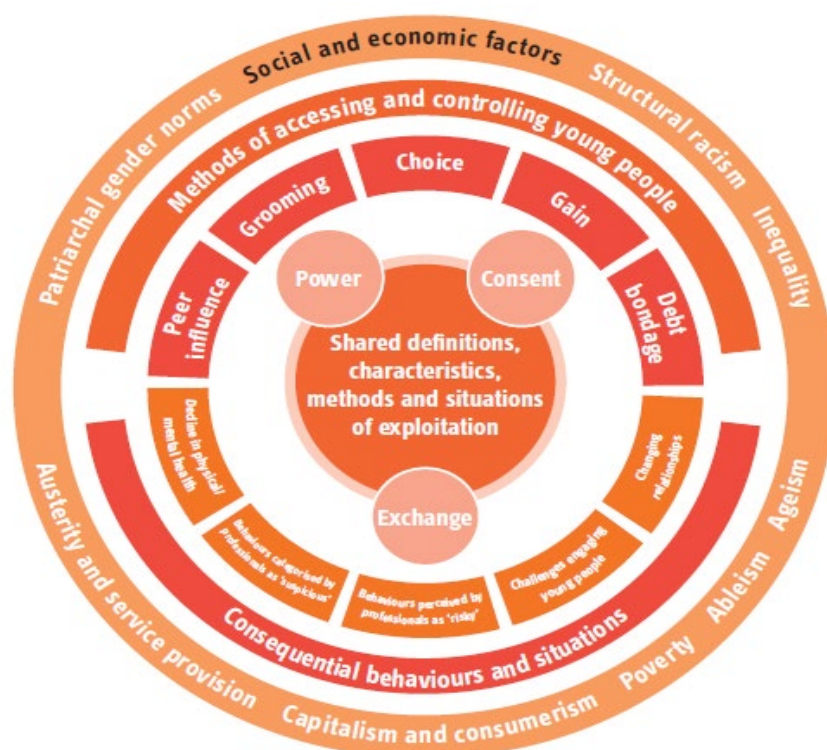 Social and economic factors
Structural racism
Inequality
Ageism
Ableism
Poverty
Capitalism and consumerism
Austerity and service provision
Patriarchal gender norms
Methods of accessing and controlling young people
Peer
influence
Grooming
Choice
Gain
Debt
bondage
Power
Consent
Shared definitions,
characteristics,
methods and situations
of exploitation
Exchange
Changing
relationships
Challenges engaging
young people
Behaviours perceived by
professionals as ‘risky’
Behaviours categorised by
professionals as ‘suspicious’
Decline in physical/
mental health
Consequential behaviours and situations